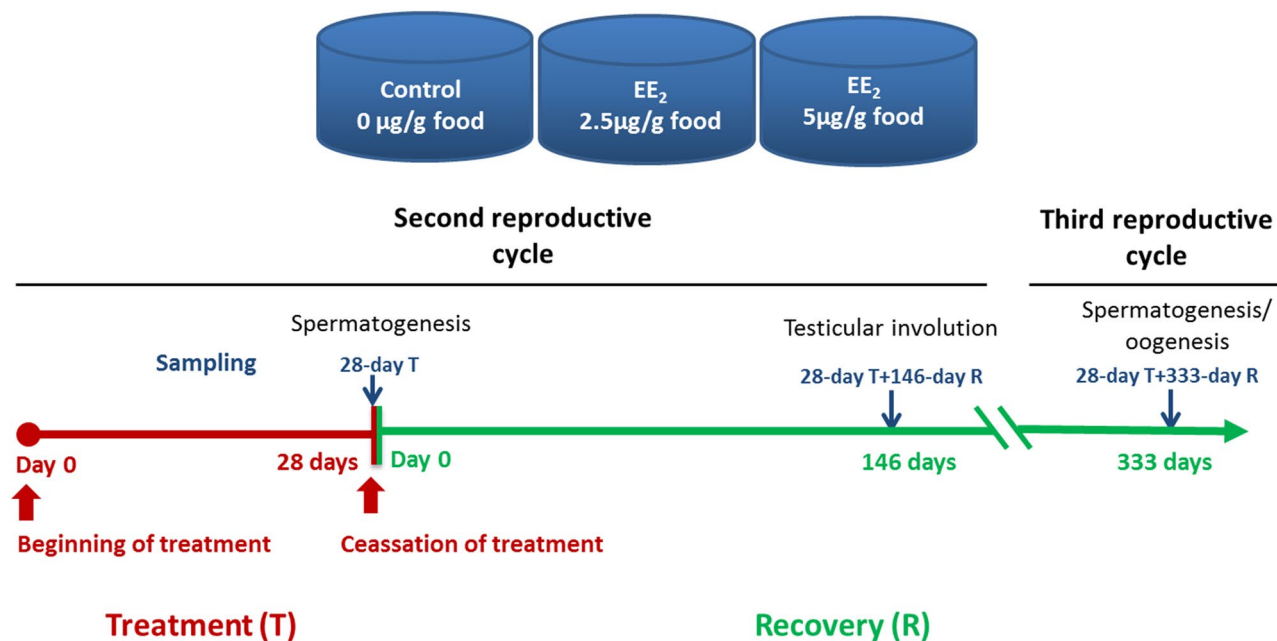 Control
0 µg/g food
EE₂
2.5µg/g food
EE₂
5µg/g food
Second reproductive
cycle
Third reproductive
cycle
Spermatogenesis
Testicular involution
Spermatogenesis/
oogenesis
Sampling
28-day T
28-day T+146-day R
28-day T+333-day R
Day 0
28 days
Day 0
146 days
333 days
Beginning of treatment
Ceassation of treatment
Treatment (T)
Recovery (R)